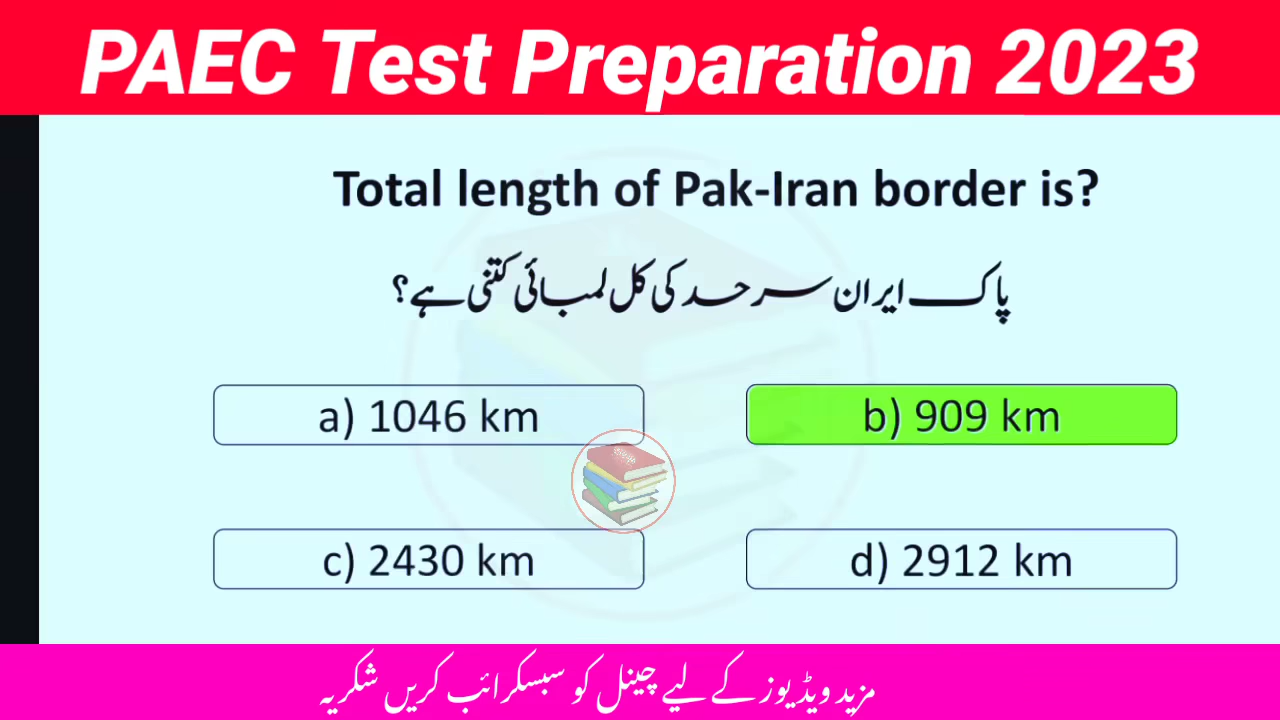 PAEC Test Preparation 2023
Total length of Pak-Iran border is?
پاک ایران سرحد کی کل لمبائی کتنی ہے؟
a) 1046 km
b) 909 km
c) 2430 km
d) 2912 km
مزید ویڈیوز کے لیے چینل کو سبسکرائب کریں شکریہ